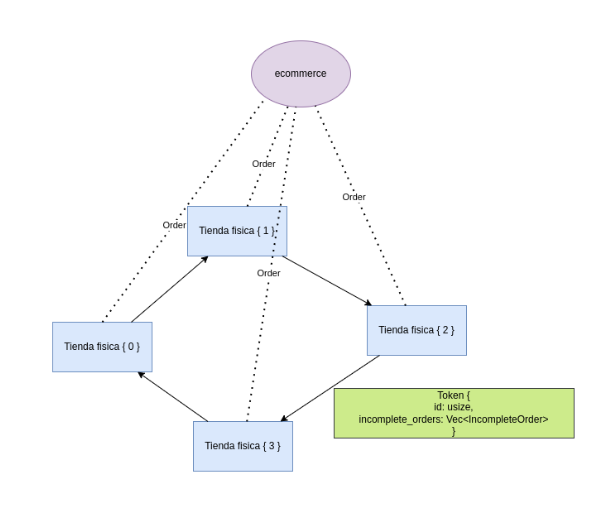 ecommerce
Order
Order
Order
Tienda fisica { 1 }
Order
Tienda fisica { 2 }
Tienda fisica { 0 }
Token {
id: usize,
incomplete_orders: Vec<IncompleteOrder>
}
Tienda fisica { 3 }